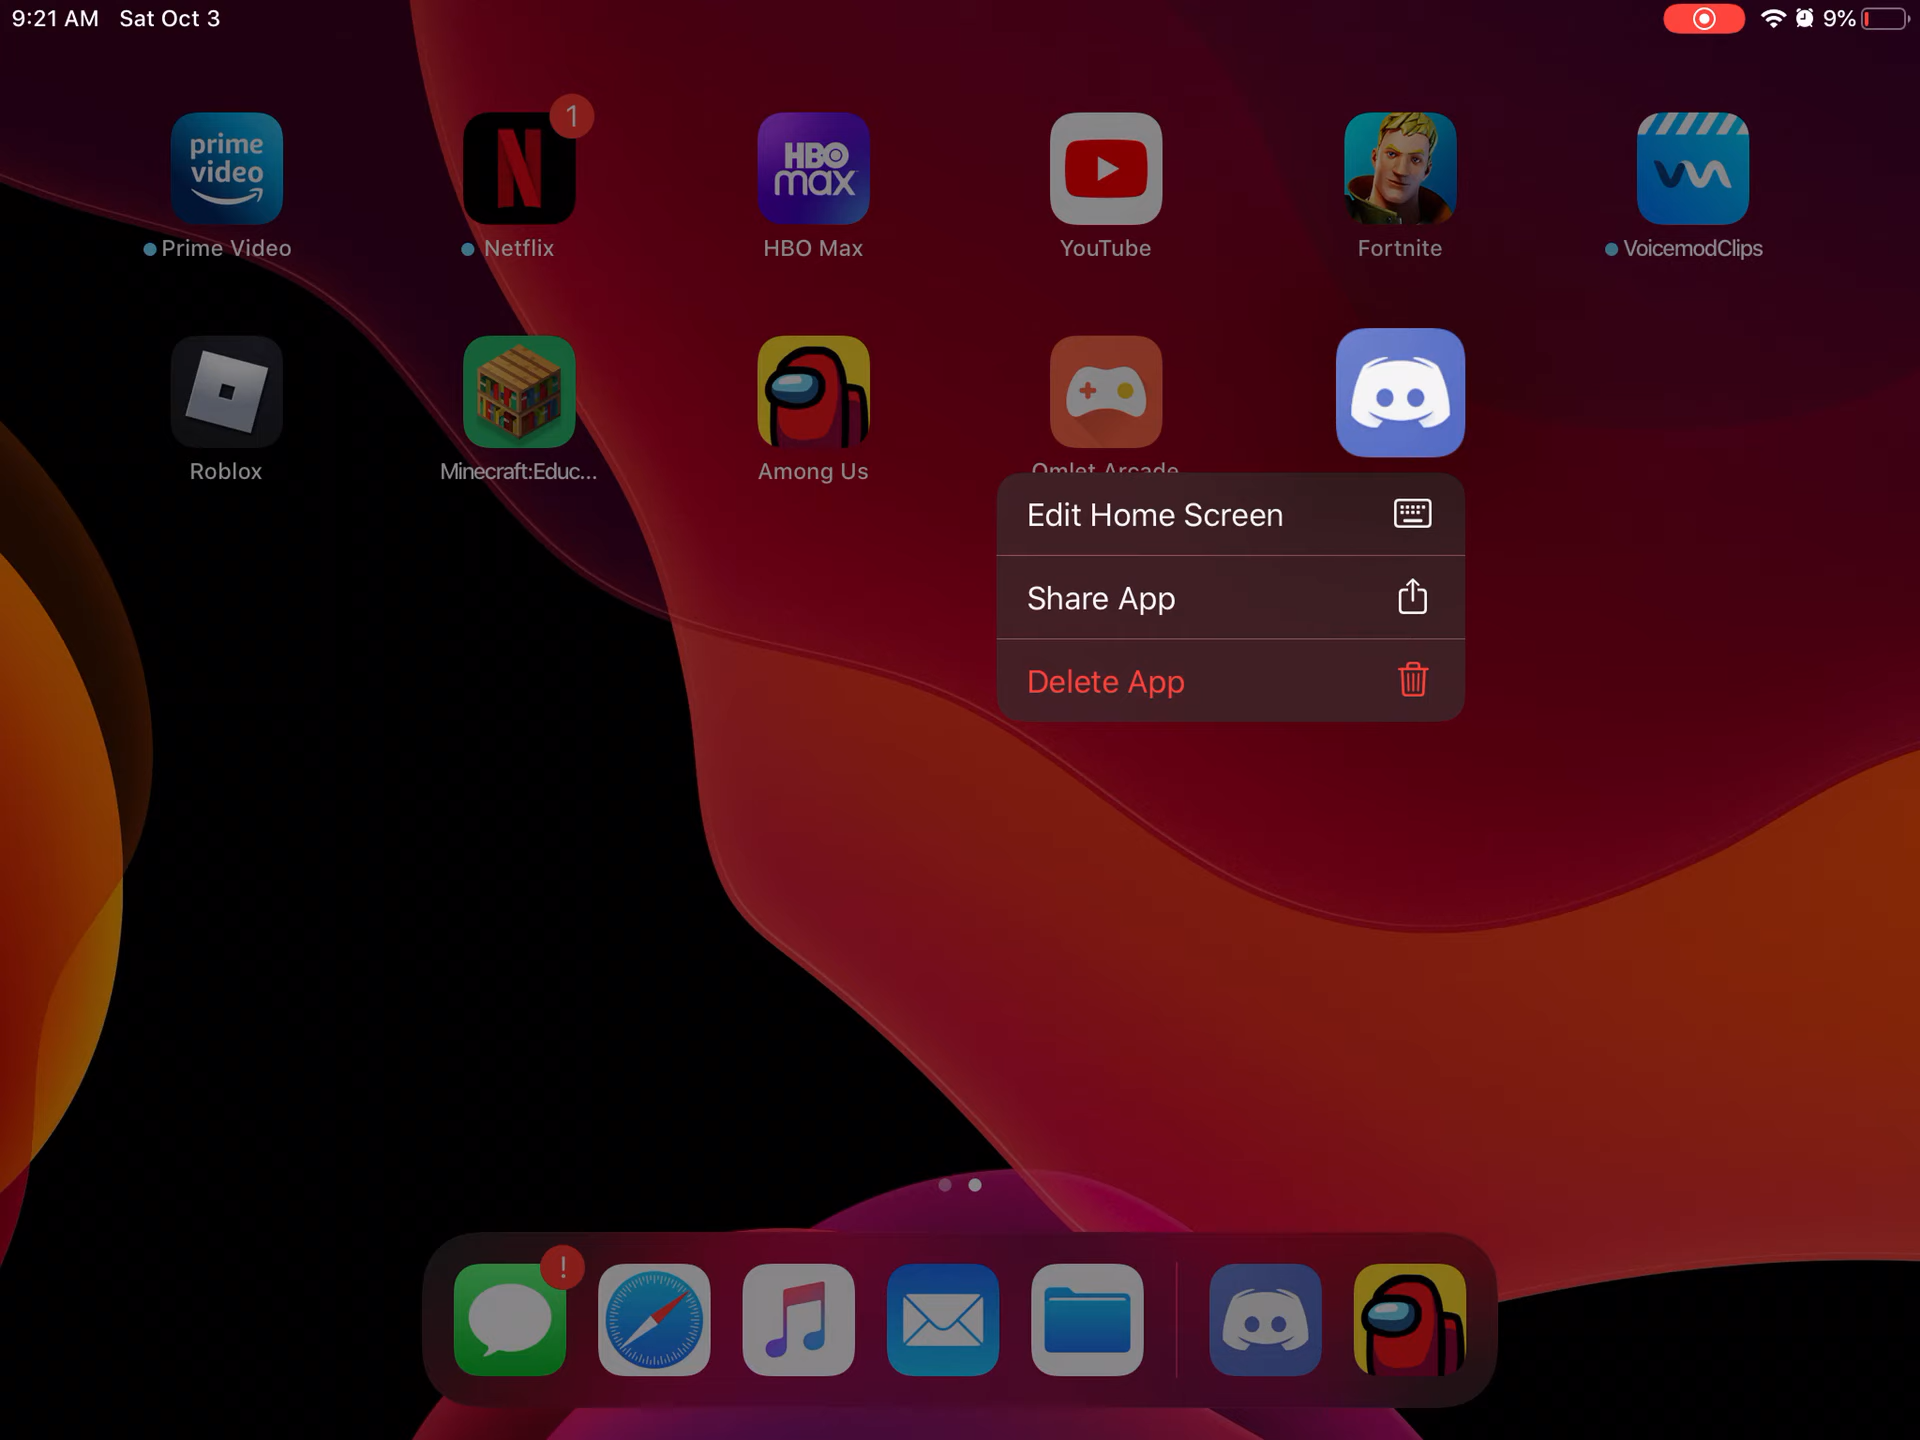 9:21 AM Sat Oct 3
9%
prime
video
N
1
HBO
max
VM
Prime Video
Netflix
HBO Max
YouTube
Fortnite
VoicemodClips
Roblox
Minecraft:Educ...
Among Us
Omlet Arcade
Edit Home Screen
Share App
Delete App
!